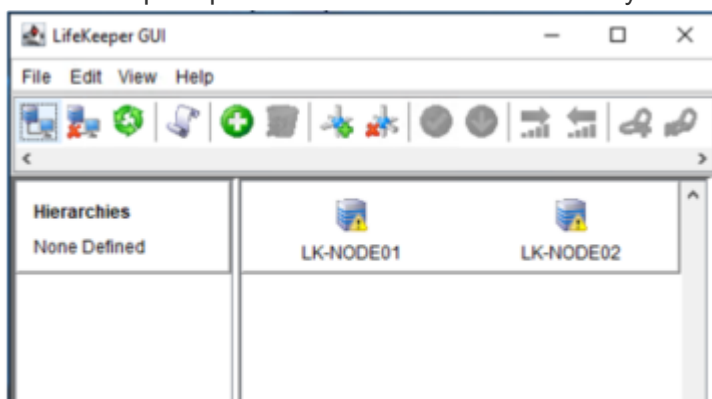 LifeKeeper GUI
File Edit View Help
Hierarchies
None Defined
LK-NODE01
LK-NODE02